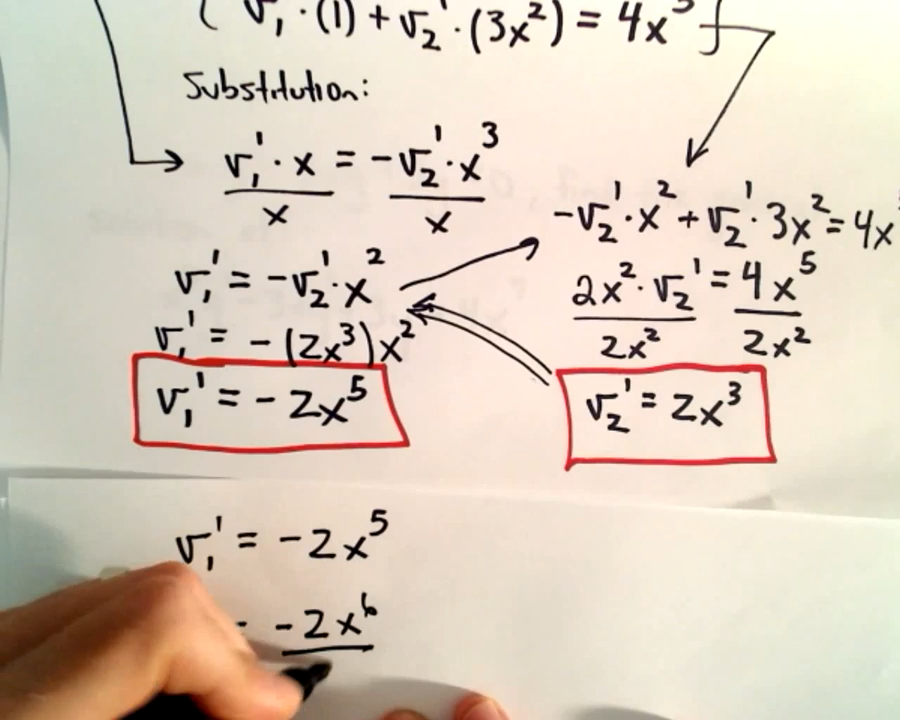 ( v₁' · (1) + v₂' · (3x²) = 4x⁵ }
Substitution:
v₁' · x / x = -v₂' · x³ / x
-v₂' · x² + v₂' · 3x² = 4x⁵
v₁' = -v₂' · x²
2x² · v₂' / 2x² = 4x⁵ / 2x²
v₁' = -(2x³)x²
v₁' = -2x⁵
v₂' = 2x³
v₁' = -2x⁵
= -2x⁶